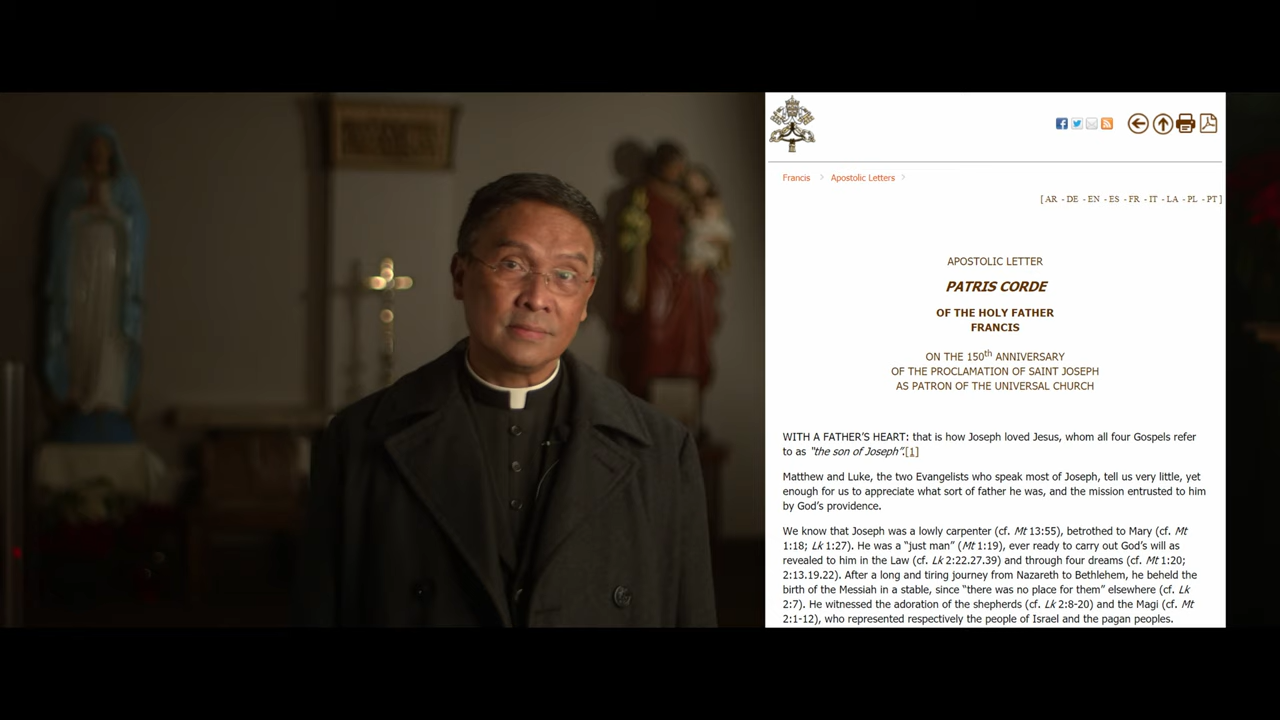 Francis
Apostolic Letters
[ AR - DE - EN - ES - FR - IT - LA - PL - PT ]
APOSTOLIC LETTER
PATRIS CORDE
OF THE HOLY FATHER
FRANCIS
ON THE 150th ANNIVERSARY
OF THE PROCLAMATION OF SAINT JOSEPH
AS PATRON OF THE UNIVERSAL CHURCH
WITH A FATHER’S HEART: that is how Joseph loved Jesus, whom all four Gospels refer
to as “the son of Joseph”.[1]
Matthew and Luke, the two Evangelists who speak most of Joseph, tell us very little, yet
enough for us to appreciate what sort of father he was, and the mission entrusted to him
by God’s providence.
We know that Joseph was a lowly carpenter (cf. Mt 13:55), betrothed to Mary (cf. Mt
1:18; Lk 1:27). He was a “just man” (Mt 1:19), ever ready to carry out God’s will as
revealed to him in the Law (cf. Lk 2:22.27.39) and through four dreams (cf. Mt 1:20;
2:13.19.22). After a long and tiring journey from Nazareth to Bethlehem, he beheld the
birth of the Messiah in a stable, since “there was no place for them” elsewhere (cf. Lk
2:7). He witnessed the adoration of the shepherds (cf. Lk 2:8-20) and the Magi (cf. Mt
2:1-12), who represented respectively the people of Israel and the pagan peoples.